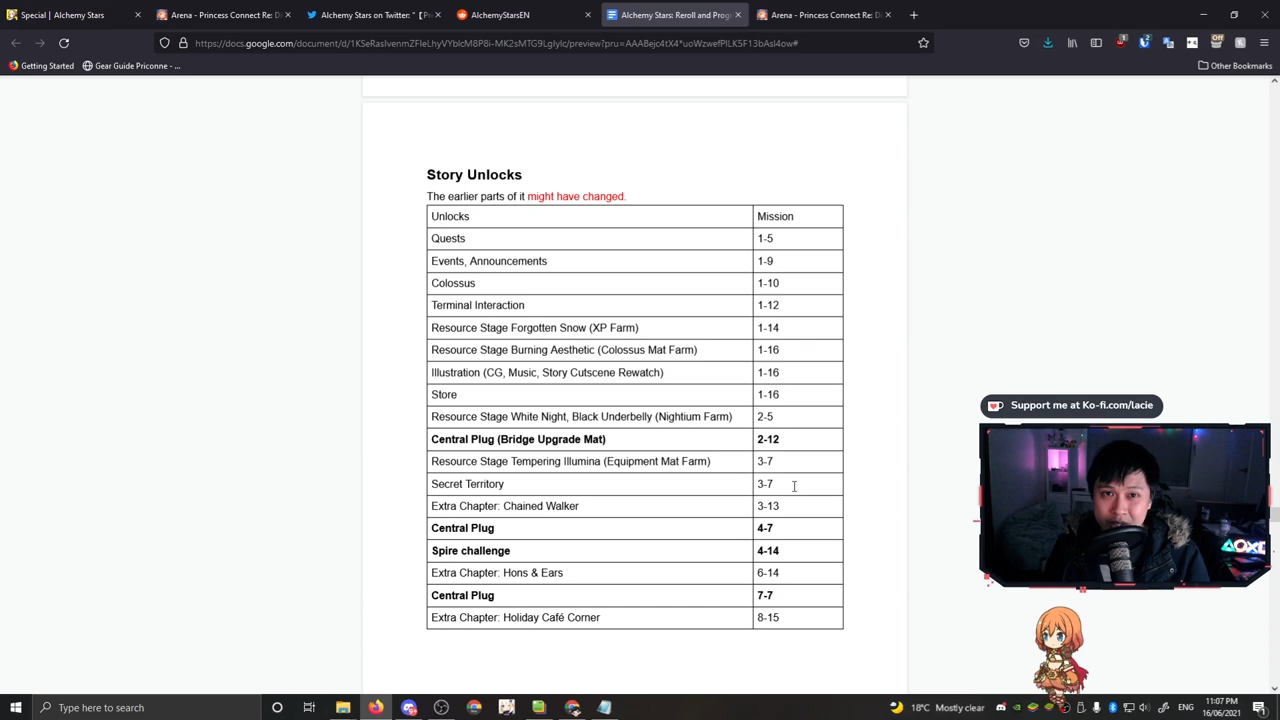 Special | Alchemy Stars
Arena - Princess Connect Re: Di
Alchemy Stars on Twitter: "【Pre
AlchemyStarsEN
Alchemy Stars: Reroll and Prog
Arena - Princess Connect Re: Di
Getting Started
Gear Guide Priconne - ...
Other Bookmarks
Off
Story Unlocks
The earlier parts of it might have changed.
Unlocks Mission
Quests 1-5
Events, Announcements 1-9
Colossus 1-10
Terminal Interaction 1-12
Resource Stage Forgotten Snow (XP Farm) 1-14
Resource Stage Burning Aesthetic (Colossus Mat Farm) 1-16
Illustration (CG, Music, Story Cutscene Rewatch) 1-16
Store 1-16
Resource Stage White Night, Black Underbelly (Nightium Farm) 2-5
Central Plug (Bridge Upgrade Mat) 2-12
Resource Stage Tempering Illumina (Equipment Mat Farm) 3-7
Secret Territory 3-7
Extra Chapter: Chained Walker 3-13
Central Plug 4-7
Spire challenge 4-14
Extra Chapter: Hons & Ears 6-14
Central Plug 7-7
Extra Chapter: Holiday Café Corner 8-15
Support me at Ko-fi.com/lacie
Type here to search
18°C Mostly clear
11:07 PM
16/06/2021